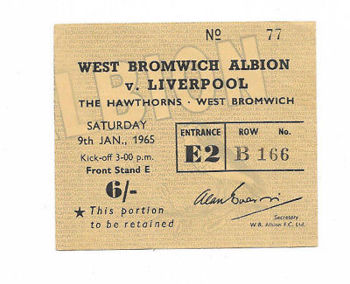 No 77
ALBION
WEST BROMWICH ALBION
v. LIVERPOOL
THE HAWTHORNS · WEST BROMWICH
SATURDAY
9th JAN., 1965
Kick-off 3-00 p.m.
Front Stand E
6/-
★ This portion
to be retained
ENTRANCE ROW No.
E2 B 166
Secretary
W.B. Albion F.C. Ltd.